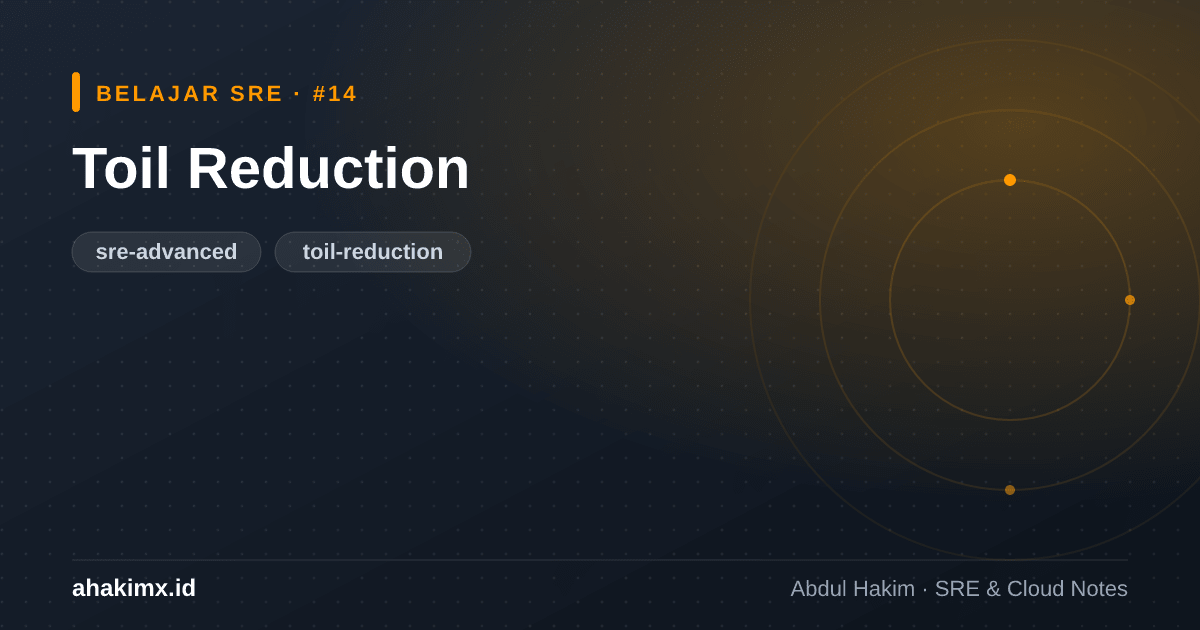 BELAJAR SRE · #14
Toil Reduction
sre-advanced toil-reduction
ahakimx.id
Abdul Hakim · SRE & Cloud Notes